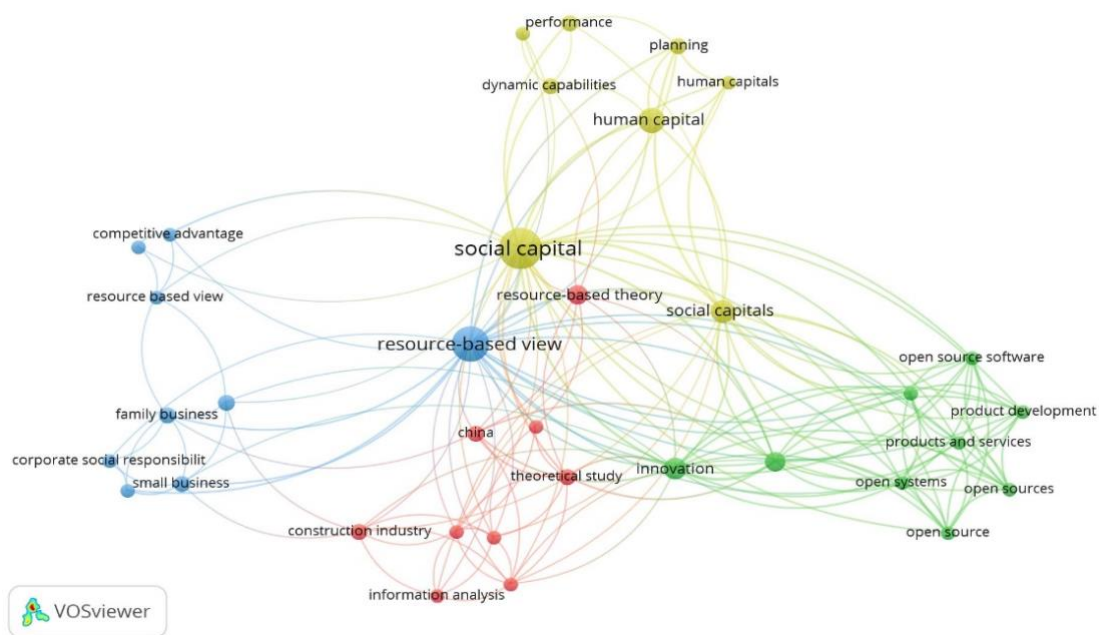 performance
planning
dynamic capabilities
human capitals
human capital
competitive advantage
social capital
resource based view
resource-based theory
social capitals
resource-based view
open source software
family business
product development
china
products and services
corporate social responsibilit
innovation
theoretical study
small business
open systems
open sources
construction industry
open source
information analysis
VOSviewer